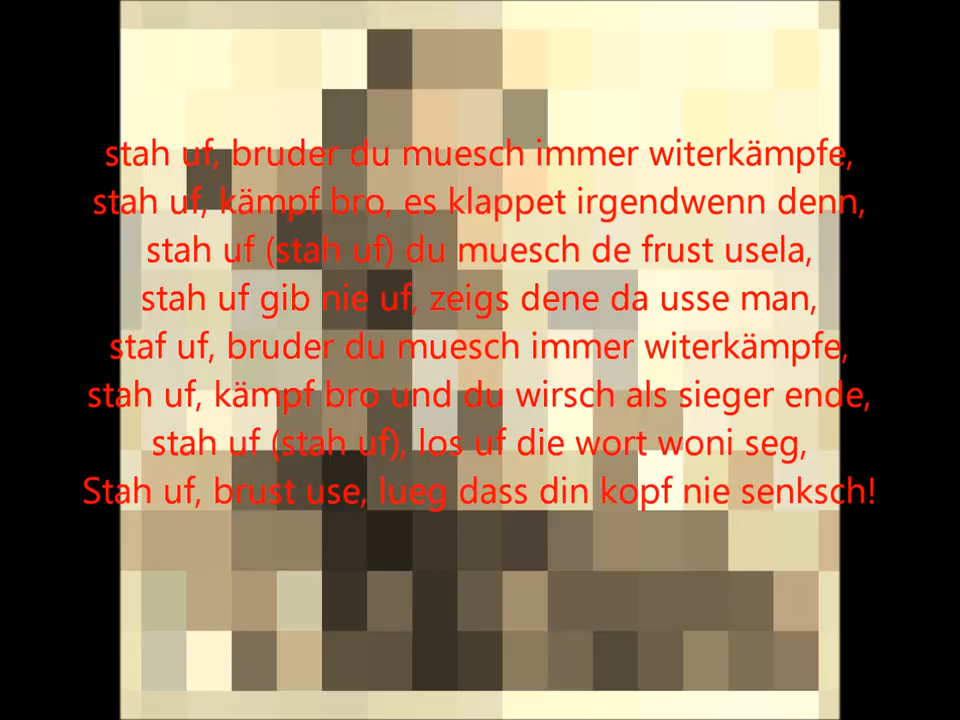 stah uf, bruder du muesch immer witerkämpfe,
stah uf, kämpf bro, es klappet irgendwenn denn,
stah uf (stah uf) du muesch de frust usela,
stah uf gib nie uf, zeigs dene da usse man,
staf uf, bruder du muesch immer witerkämpfe,
stah uf, kämpf bro und du wirsch als sieger ende,
stah uf (stah uf), los uf die wort woni seg,
Stah uf, brust use, lueg dass din kopf nie senksch!